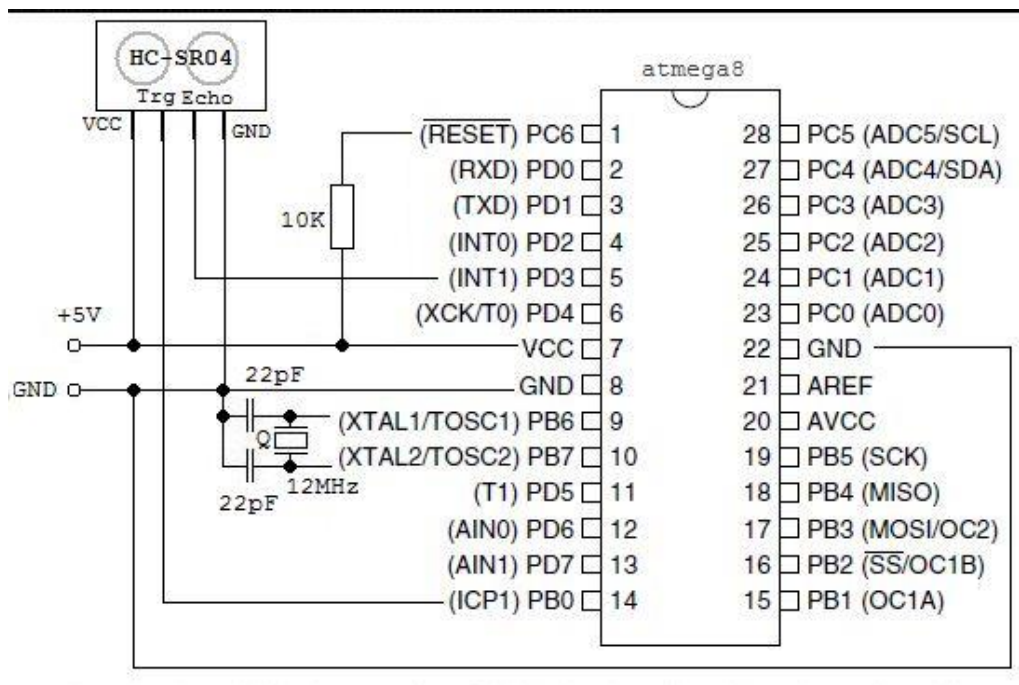 HC-SR04
Trg Echo
VCC
GND
atmega8
10K
+5V
GND
22pF
Q
12MHz
22pF
(RESET) PC6 1
(RXD) PD0 2
(TXD) PD1 3
(INT0) PD2 4
(INT1) PD3 5
(XCK/T0) PD4 6
VCC 7
GND 8
(XTAL1/TOSC1) PB6 9
(XTAL2/TOSC2) PB7 10
(T1) PD5 11
(AIN0) PD6 12
(AIN1) PD7 13
(ICP1) PB0 14
28 PC5 (ADC5/SCL)
27 PC4 (ADC4/SDA)
26 PC3 (ADC3)
25 PC2 (ADC2)
24 PC1 (ADC1)
23 PC0 (ADC0)
22 GND
21 AREF
20 AVCC
19 PB5 (SCK)
18 PB4 (MISO)
17 PB3 (MOSI/OC2)
16 PB2 (SS/OC1B)
15 PB1 (OC1A)